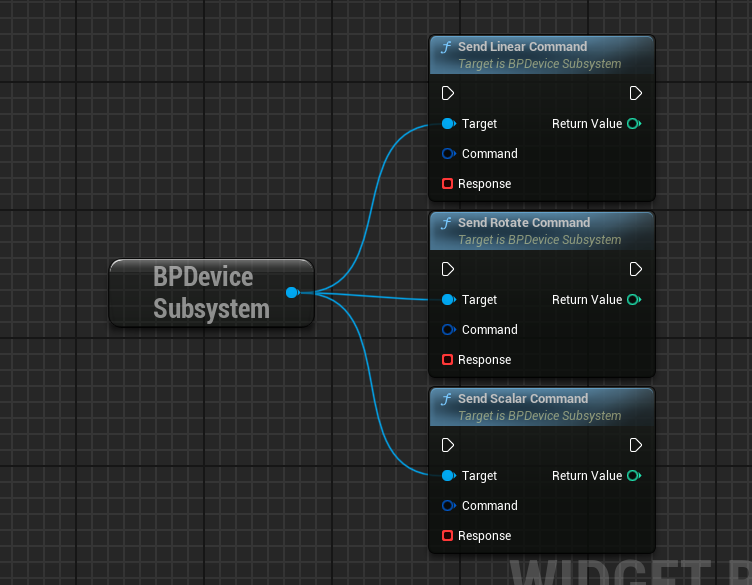 Send Linear Command
Target is BPDevice Subsystem
Target
Return Value
Command
Response
Send Rotate Command
Target is BPDevice Subsystem
Target
Return Value
Command
Response
BPDevice
Subsystem
Send Scalar Command
Target is BPDevice Subsystem
Target
Return Value
Command
Response
WIDGET